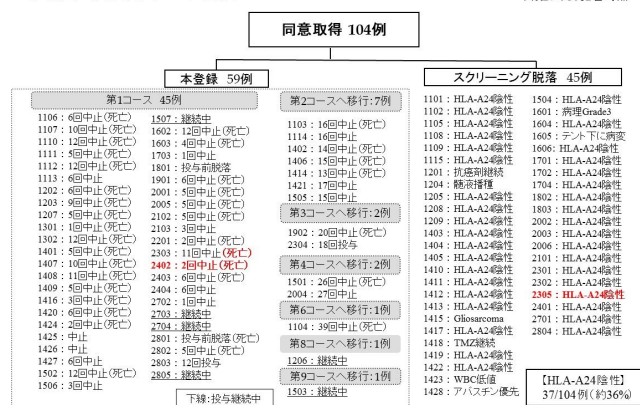 同意取得 104例
本登録 59例
第1コース 45例
1106：6回中止(死亡)
1107：10回中止(死亡)
1110：12回中止(死亡)
1111：5回中止(死亡)
1112：12回中止(死亡)
1113：6回中止
1202：6回中止(死亡)
1203：9回中止(死亡)
1207：5回中止(死亡)
1301：1回中止(死亡)
1302：12回中止(死亡)
1401：5回中止(死亡)
1407：10回中止(死亡)
1408：11回中止(死亡)
1409：5回中止(死亡)
1416：3回中止(死亡)
1420：6回中止(死亡)
1424：2回中止(死亡)
1425：中止
1426：中止
1427：6回中止
1502：12回中止(死亡)
1506：3回中止
1507：継続中
1602：12回中止(死亡)
1603：4回中止(死亡)
1703：1回中止
1801：投与前脱落
1901：6回中止(死亡)
2001：5回中止(死亡)
2005：5回中止(死亡)
2102：5回中止(死亡)
2103：3回中止
2201：2回中止(死亡)
2303：11回中止(死亡)
2402：2回中止(死亡)
2403：6回中止(死亡)
2404：6回中止
2702：1回中止
2703：継続中
2704：継続中
2801：投与前脱落(死亡)
2802：5回中止(死亡)
2803：12回投与
2805：継続中
第2コースへ移行:7例
1103：16回中止(死亡)
1114：16回中止
1402：14回中止(死亡)
1406：15回中止(死亡)
1414：13回中止(死亡)
1421：17回中止
1505：15回中止
第3コースへ移行:2例
1902：20回中止(死亡)
2304：18回投与
第4コースへ移行:2例
1501：26回中止(死亡)
2004：27回中止
第6コースへ移行:1例
1104：39回中止(死亡)
第8コースへ移行:1例
1206：継続中
第9コースへ移行:1例
1503：継続中
下線:投与継続中
スクリーニング脱落 45例
1101：HLA-A24陰性
1102：HLA-A24陰性
1105：HLA-A24陰性
1108：HLA-A24陰性
1109：HLA-A24陰性
1115：HLA-A24陰性
1201：抗癌剤継続
1204：髄液播種
1205：HLA-A24陰性
1208：HLA-A24陰性
1209：HLA-A24陰性
1403：HLA-A24陰性
1404：HLA-A24陰性
1405：HLA-A24陰性
1410：HLA-A24陰性
1411：HLA-A24陰性
1412：HLA-A24陰性
1413：HLA-A24陰性
1415：Gliosarcoma
1417：HLA-A24陰性
1418：TMZ継続
1419：HLA-A24陰性
1422：HLA-A24陰性
1423：WBC低値
1428：アバスチン優先
1504：HLA-A24陰性
1601：病理Grade3
1604：HLA-A24陰性
1605：テント下に病変
1606: HLA-A24陰性
1701：HLA-A24陰性
1702：HLA-A24陰性
1704：HLA-A24陰性
1802：HLA-A24陰性
1803：HLA-A24陰性
2002：HLA-A24陰性
2003：HLA-A24陰性
2006：HLA-A24陰性
2101：HLA-A24陰性
2301：HLA-A24陰性
2302：HLA-A24陰性
2305：HLA-A24陰性
2401：HLA-A24陰性
2701：HLA-A24陰性
2804：HLA-A24陰性
【HLA-A24陰性】
37/104例(約36%)